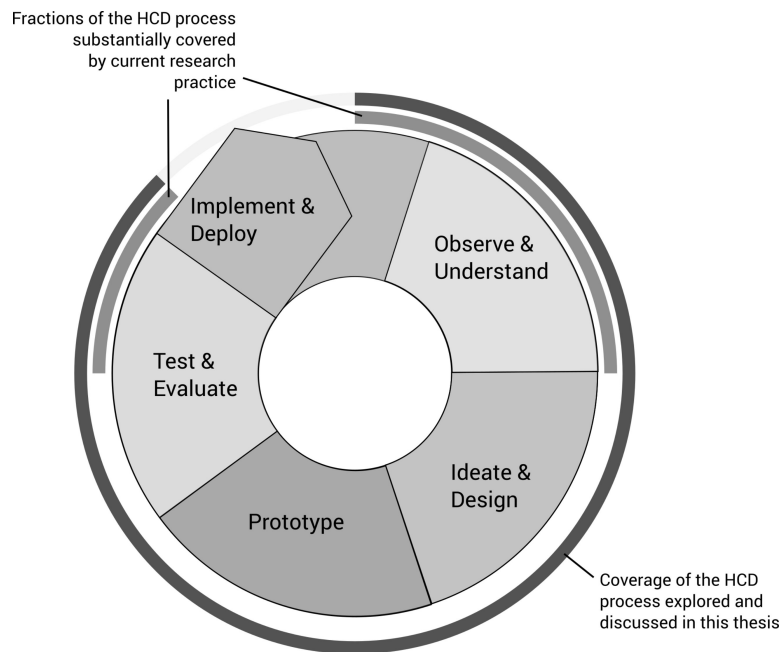 Fractions of the HCD process
substantially covered
by current research
practice
Implement &
Deploy
Observe &
Understand
Test &
Evaluate
Ideate &
Design
Prototype
Coverage of the HCD
process explored and
discussed in this thesis